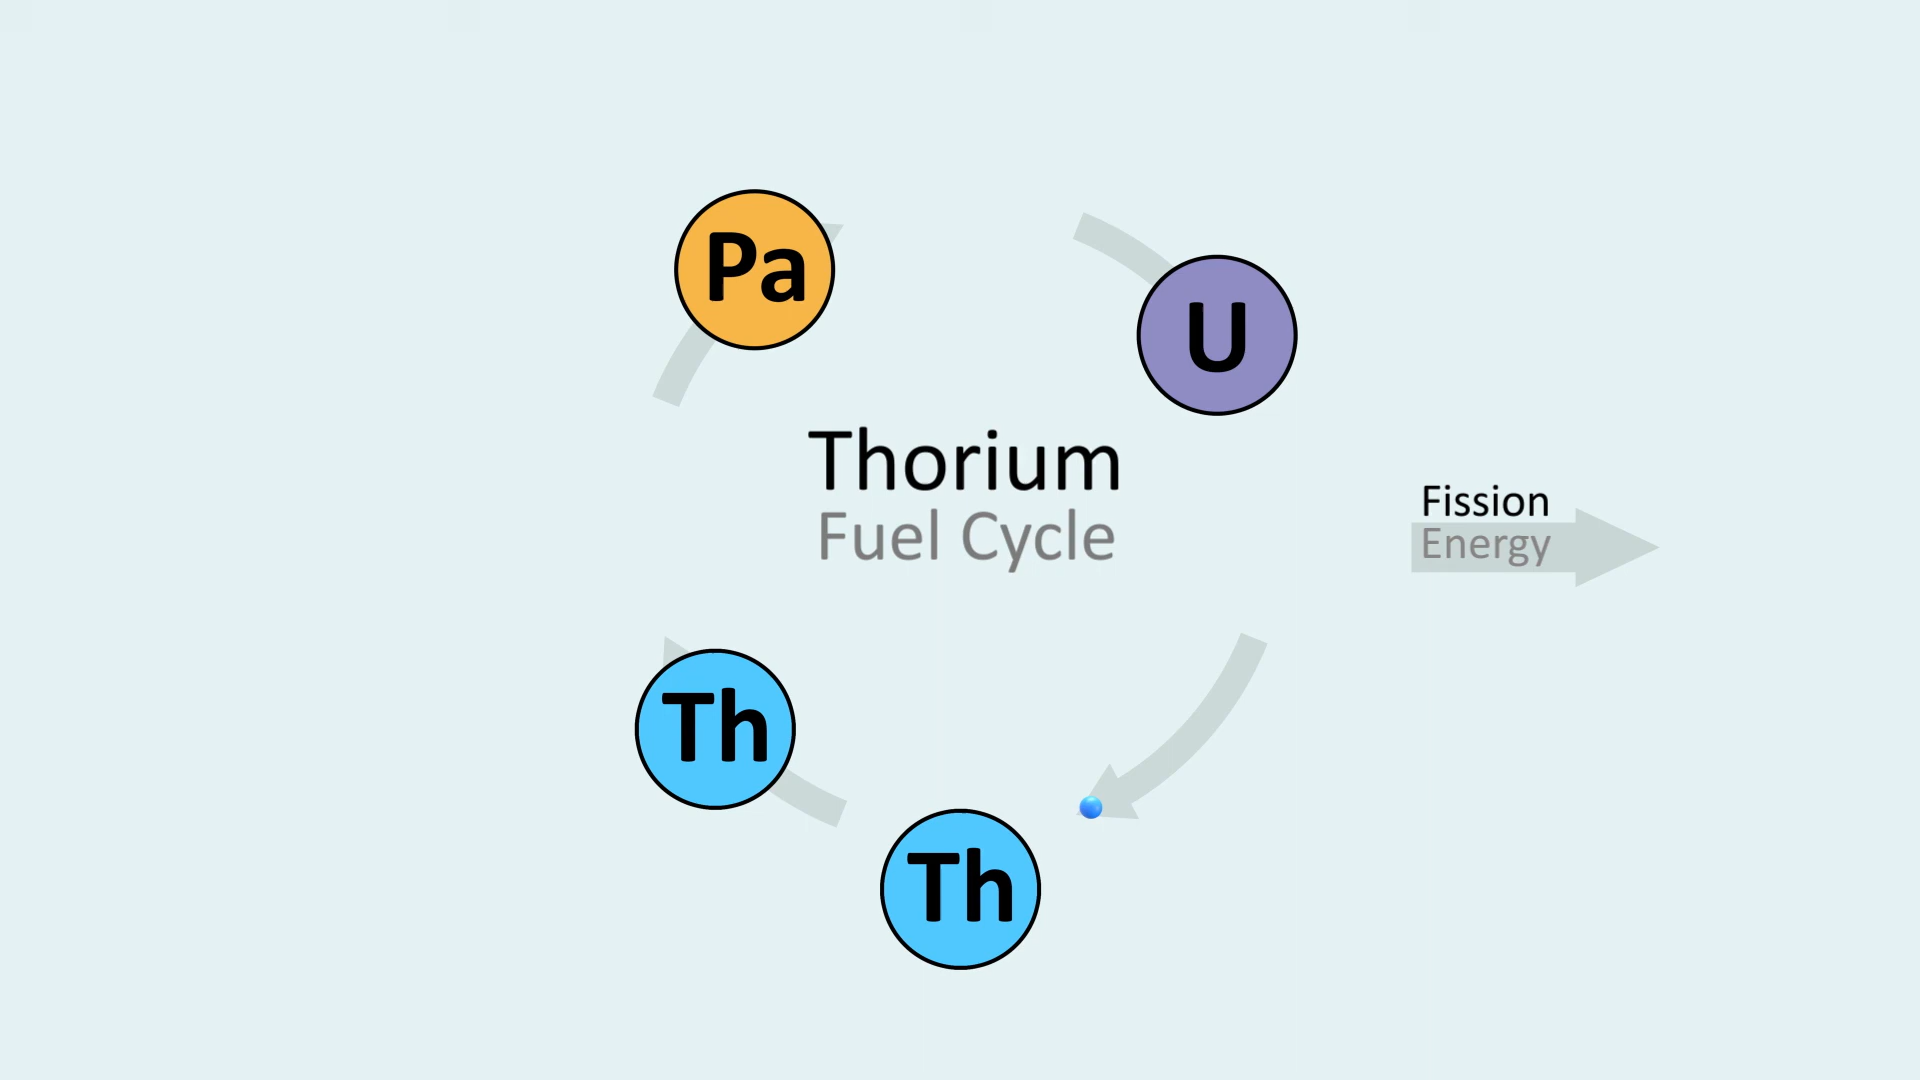 Pa
U
Thorium
Fuel Cycle
Fission
Energy
Th
Th